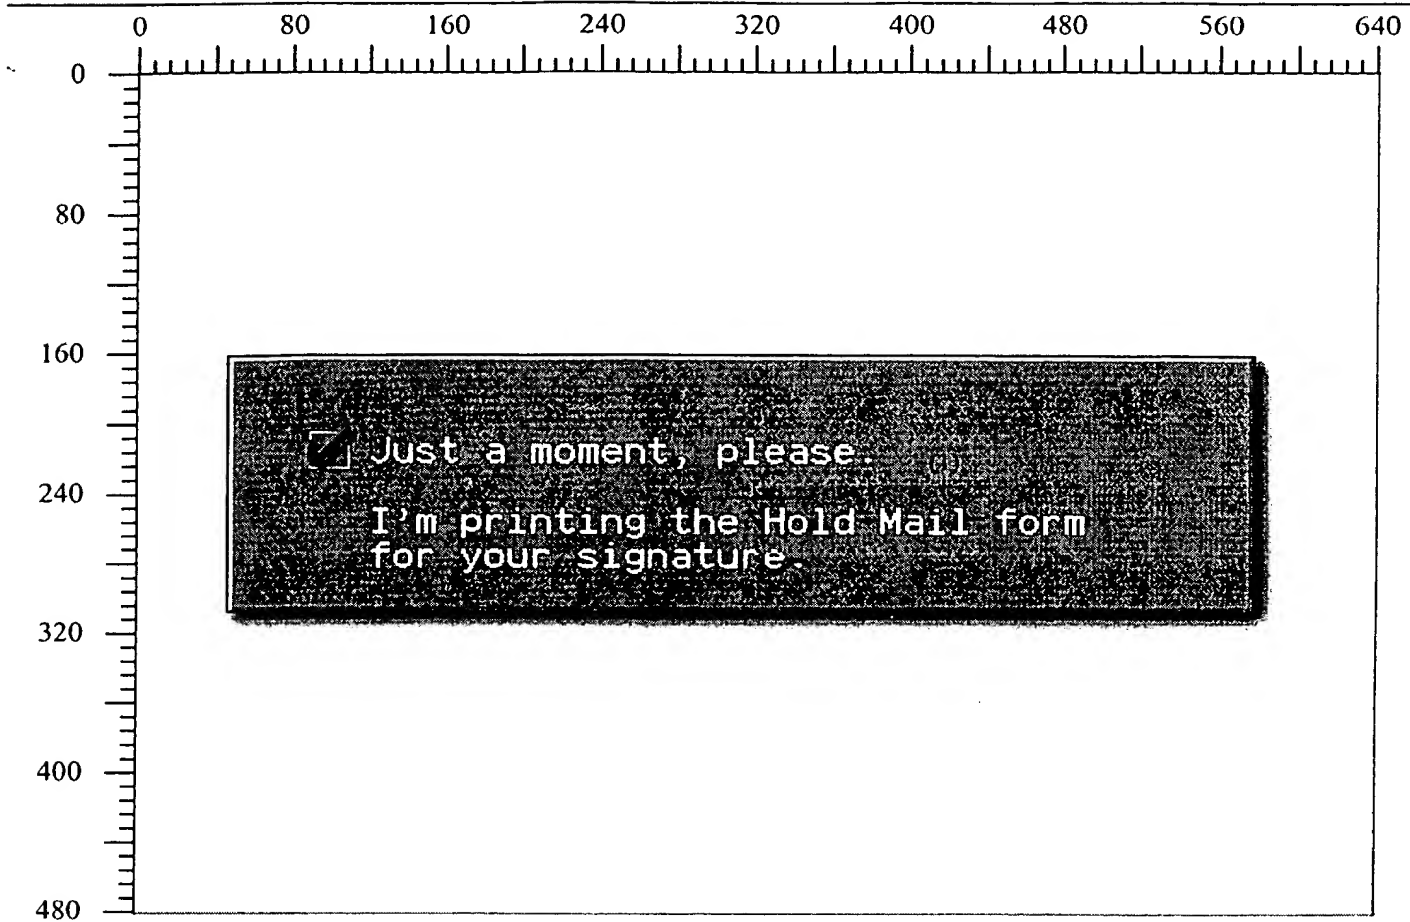 0 80 160 240 320 400 480 560 640
0
80
160
Just a moment, please.
240
I'm printing the Hold Mail form
for your signature.
320
400
480